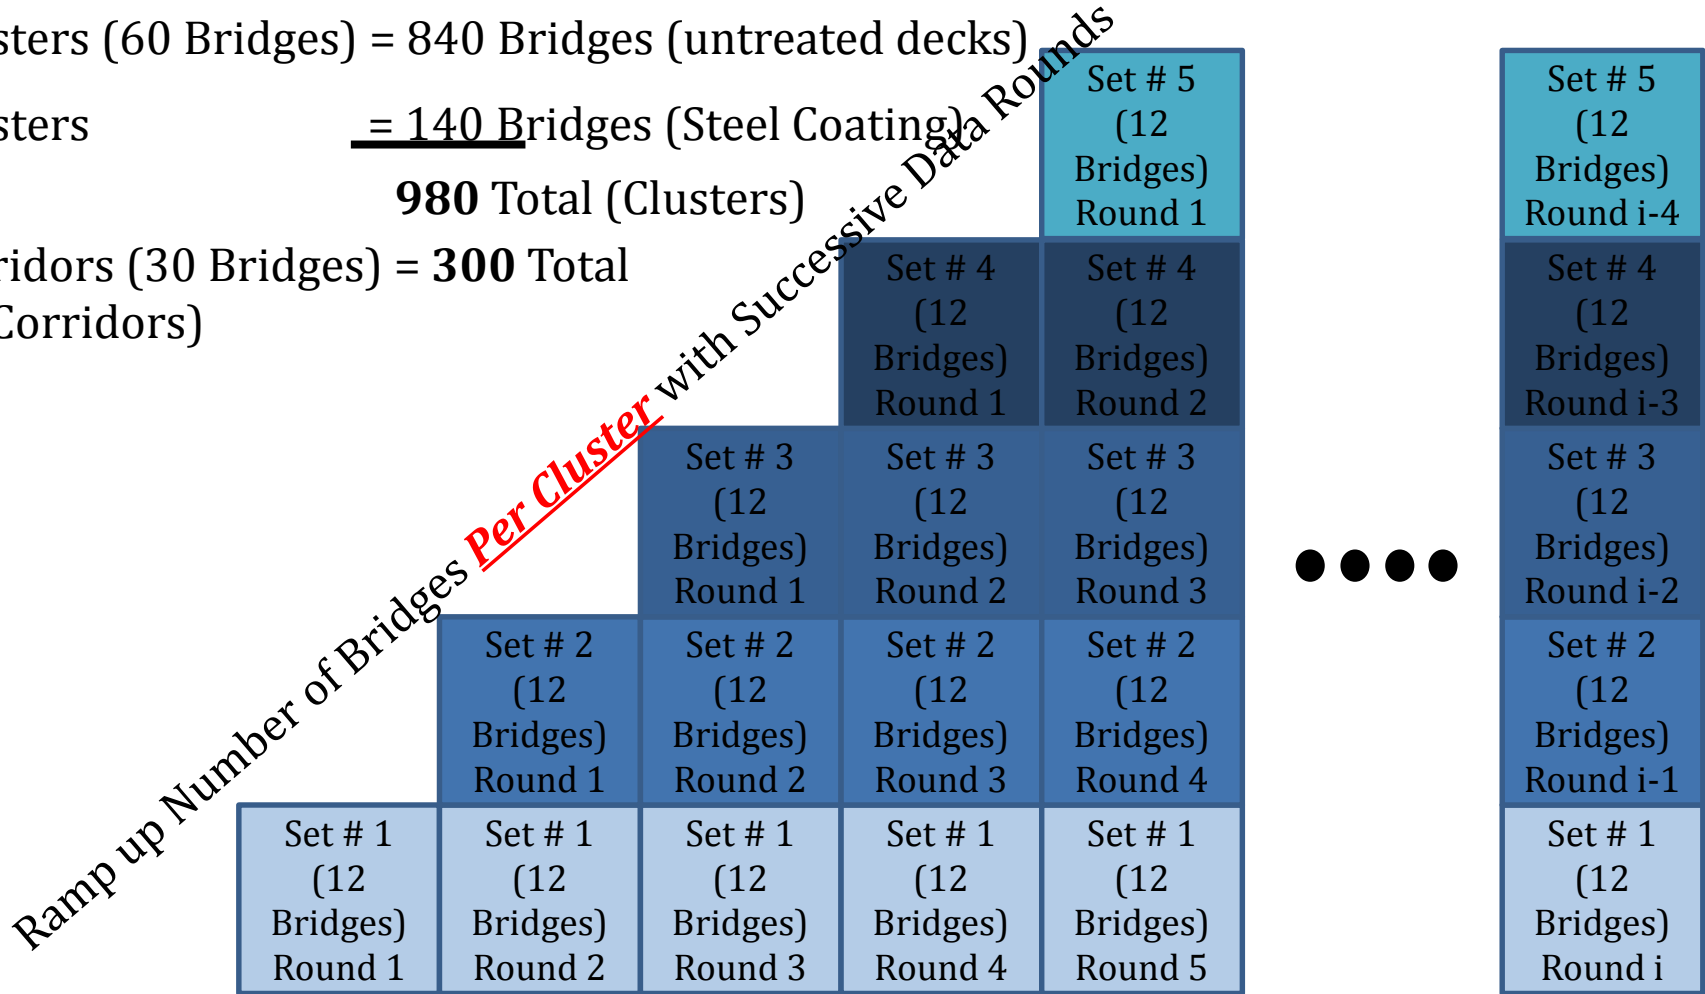 sters (60 Bridges) = 840 Bridges (untreated decks)
sters = 140 Bridges (Steel Coating)
980 Total (Clusters)
ridors (30 Bridges) = 300 Total
Corridors)
Ramp up Number of Bridges Per Cluster with Successive Data Rounds
Set # 5
(12
Bridges)
Round 1
Set # 5
(12
Bridges)
Round i-4
Set # 4
(12
Bridges)
Round 1
Set # 4
(12
Bridges)
Round 2
Set # 4
(12
Bridges)
Round i-3
Set # 3
(12
Bridges)
Round 1
Set # 3
(12
Bridges)
Round 2
Set # 3
(12
Bridges)
Round 3
Set # 3
(12
Bridges)
Round i-2
Set # 2
(12
Bridges)
Round 1
Set # 2
(12
Bridges)
Round 2
Set # 2
(12
Bridges)
Round 3
Set # 2
(12
Bridges)
Round 4
Set # 2
(12
Bridges)
Round i-1
Set # 1
(12
Bridges)
Round 1
Set # 1
(12
Bridges)
Round 2
Set # 1
(12
Bridges)
Round 3
Set # 1
(12
Bridges)
Round 4
Set # 1
(12
Bridges)
Round 5
Set # 1
(12
Bridges)
Round i